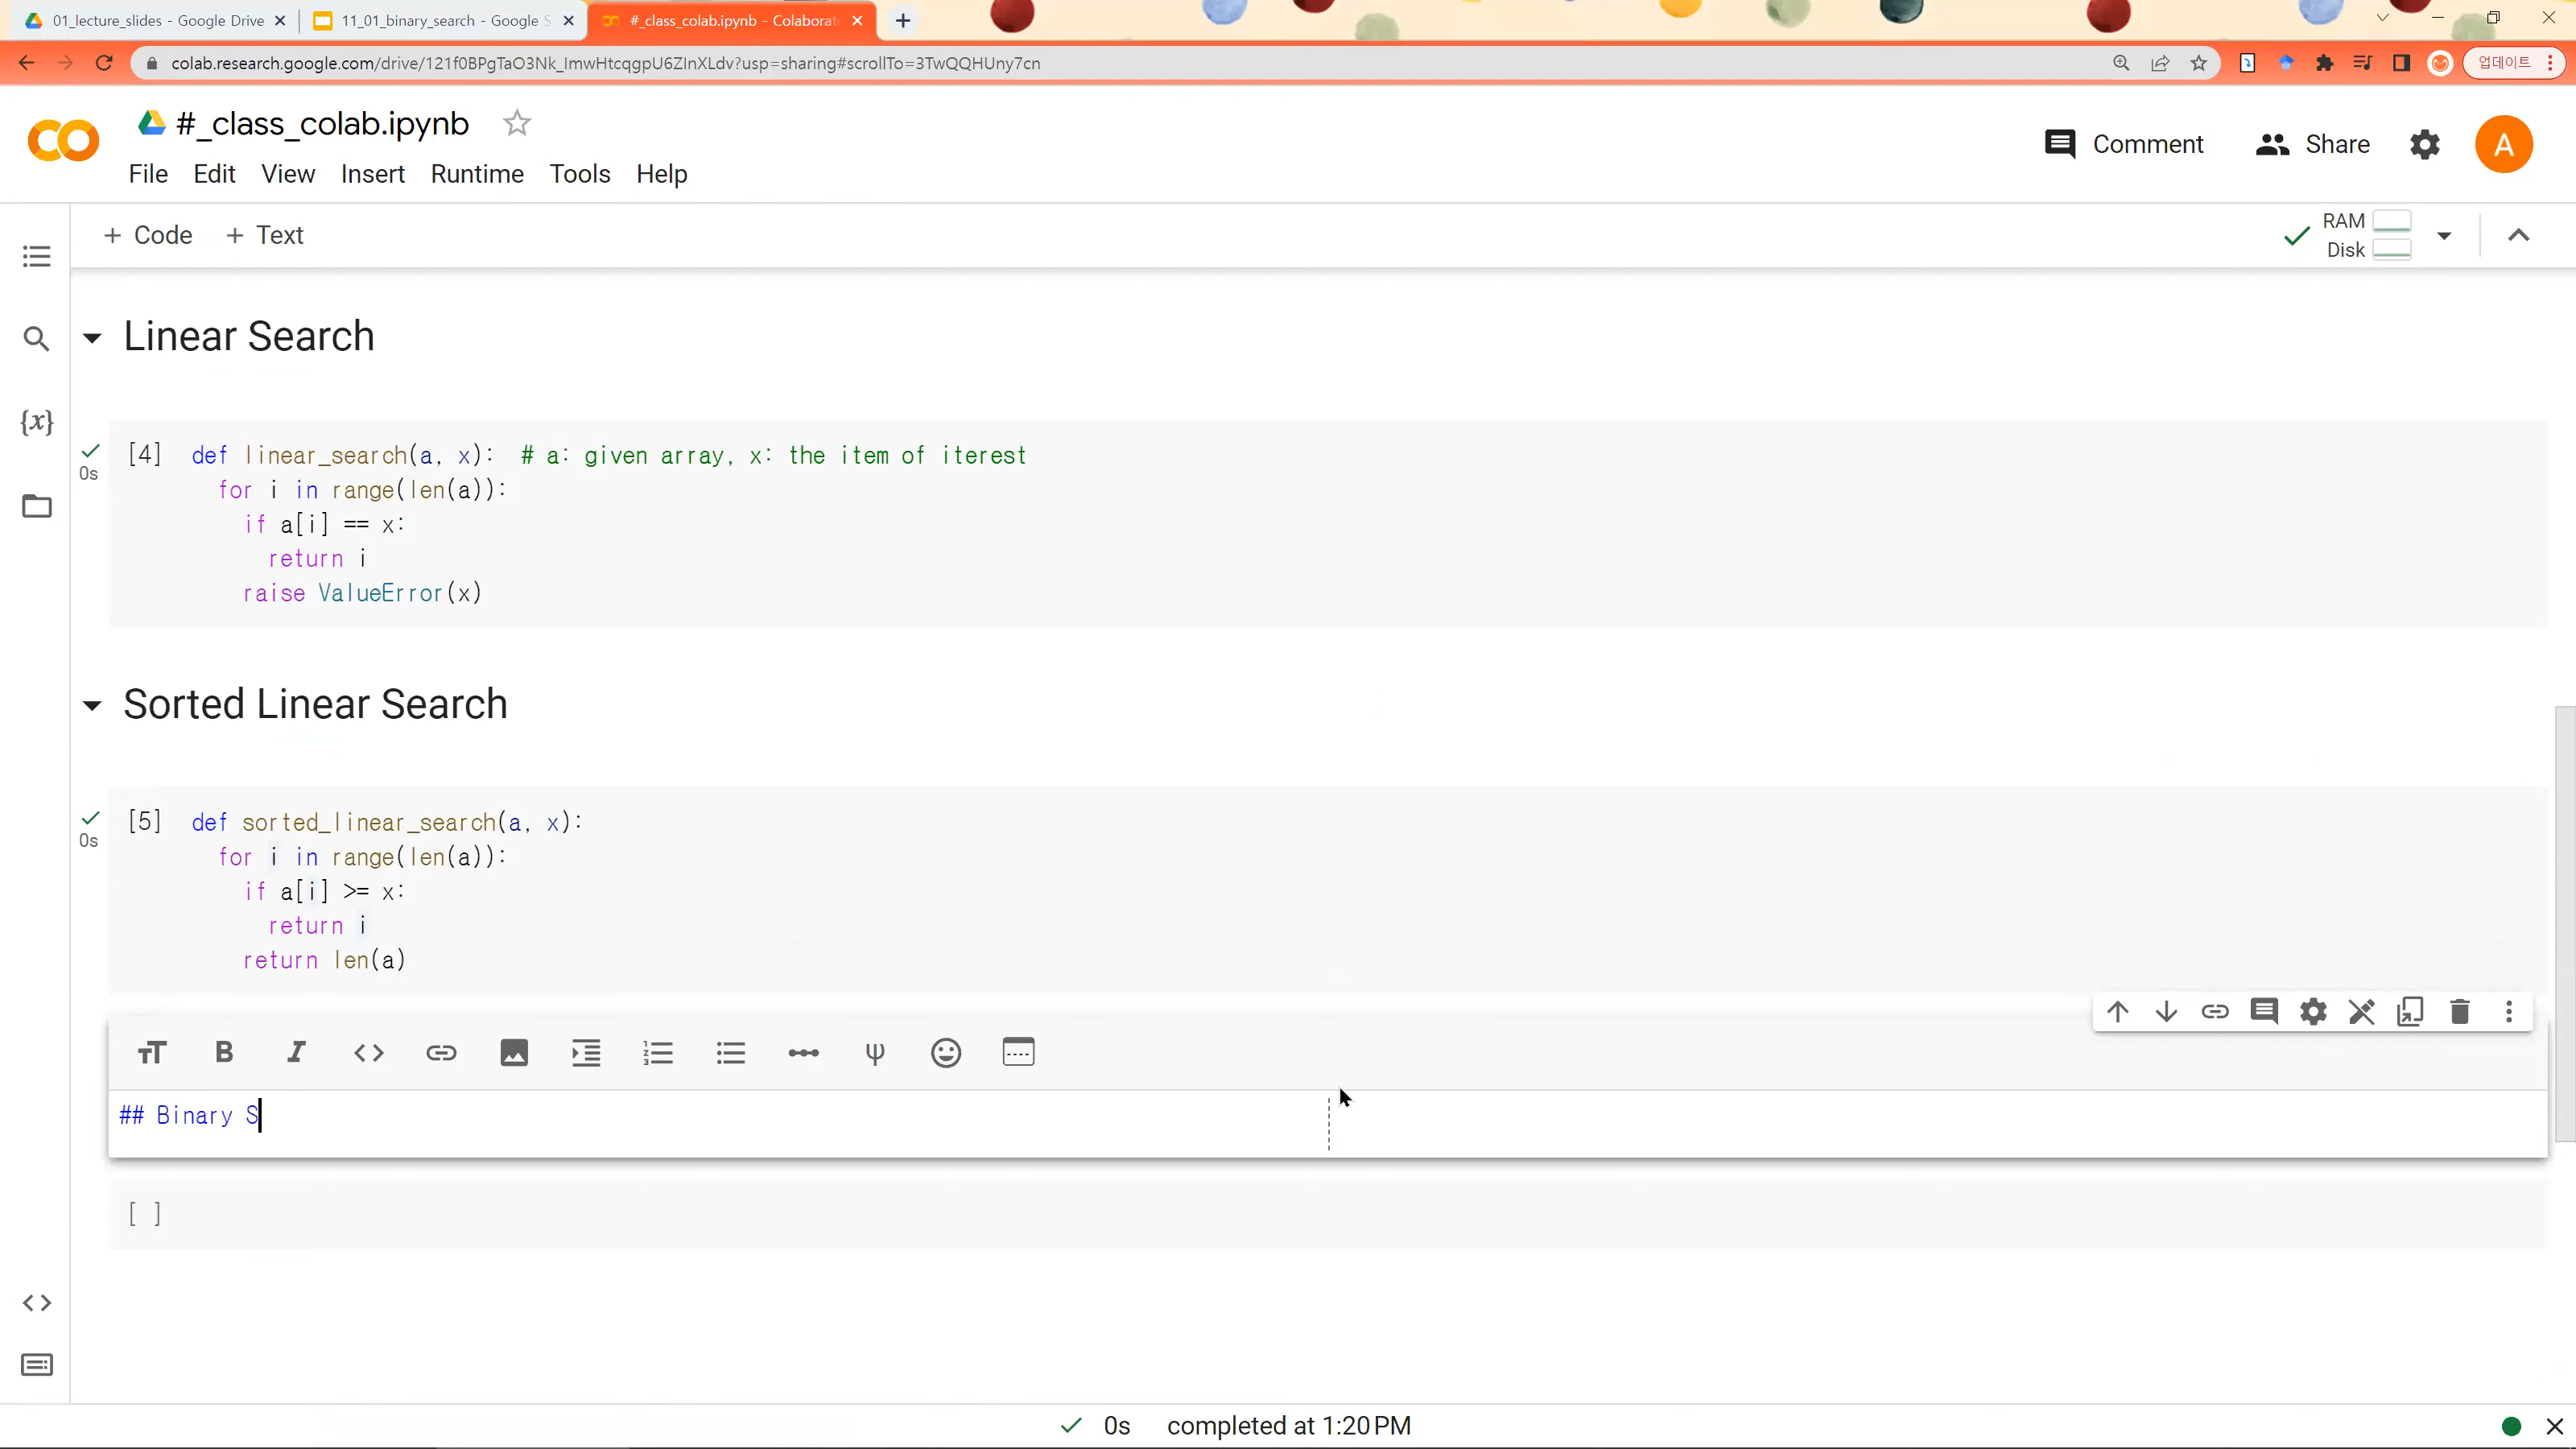 01_lecture_slides - Google Drive
11_01_binary_search - Google S
#_class_colab.ipynb - Colaborat
colab.research.google.com/drive/121f0BPgTaO3Nk_ImwHtcqgpU6ZInXLdv?usp=sharing#scrollTo=3TwQQHUny7cn
업데이트
CO
#_class_colab.ipynb
Comment
Share
A
File Edit View Insert Runtime Tools Help
+ Code + Text
RAM
Disk
Linear Search
{x}
[4] def linear_search(a, x): # a: given array, x: the item of iterest
0s
for i in range(len(a)):
if a[i] == x:
return i
raise ValueError(x)
Sorted Linear Search
[5] def sorted_linear_search(a, x):
0s
for i in range(len(a)):
if a[i] >= x:
return i
return len(a)
## Binary S
[ ]
0s completed at 1:20 PM